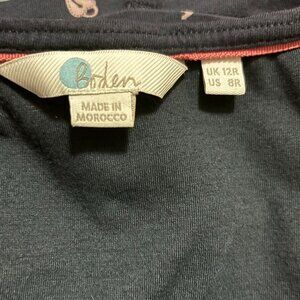 Boden
MADE IN
MOROCCO
UK 12R
US 8R